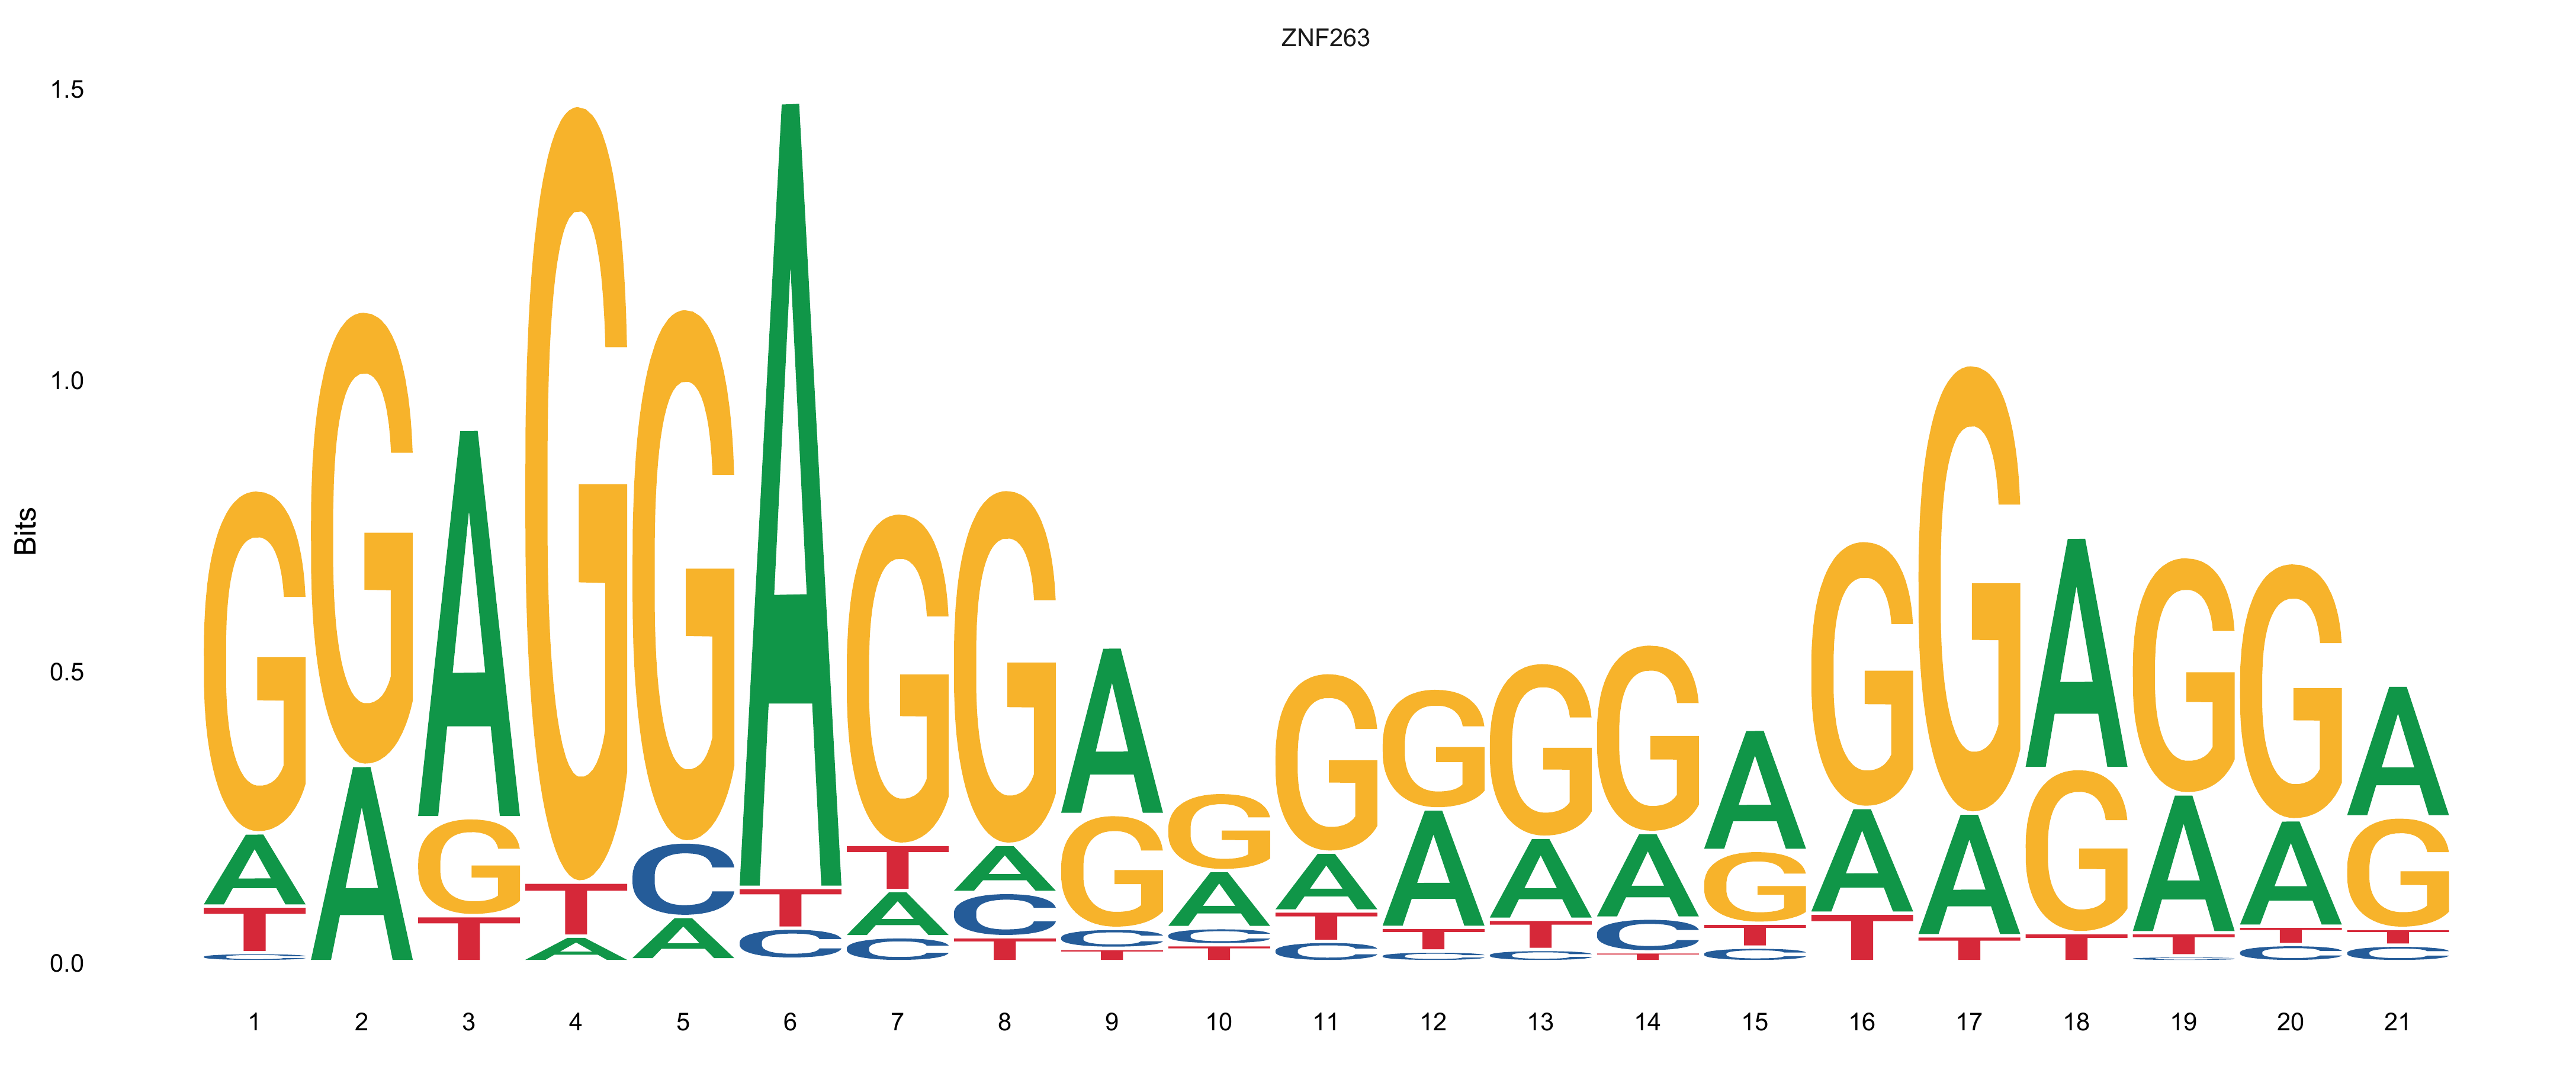 ZNF263
1.5
1.0
Bits
0.5
0.0
G G A G G A G G A G G G G G A G G A G G A
A A G T C T T A G A A A A A G A A G A A G
T T T A C A C C C T T T C T T T T T T T
C A C T T T C C C T C C C C
1 2 3 4 5 6 7 8 9 10 11 12 13 14 15 16 17 18 19 20 21